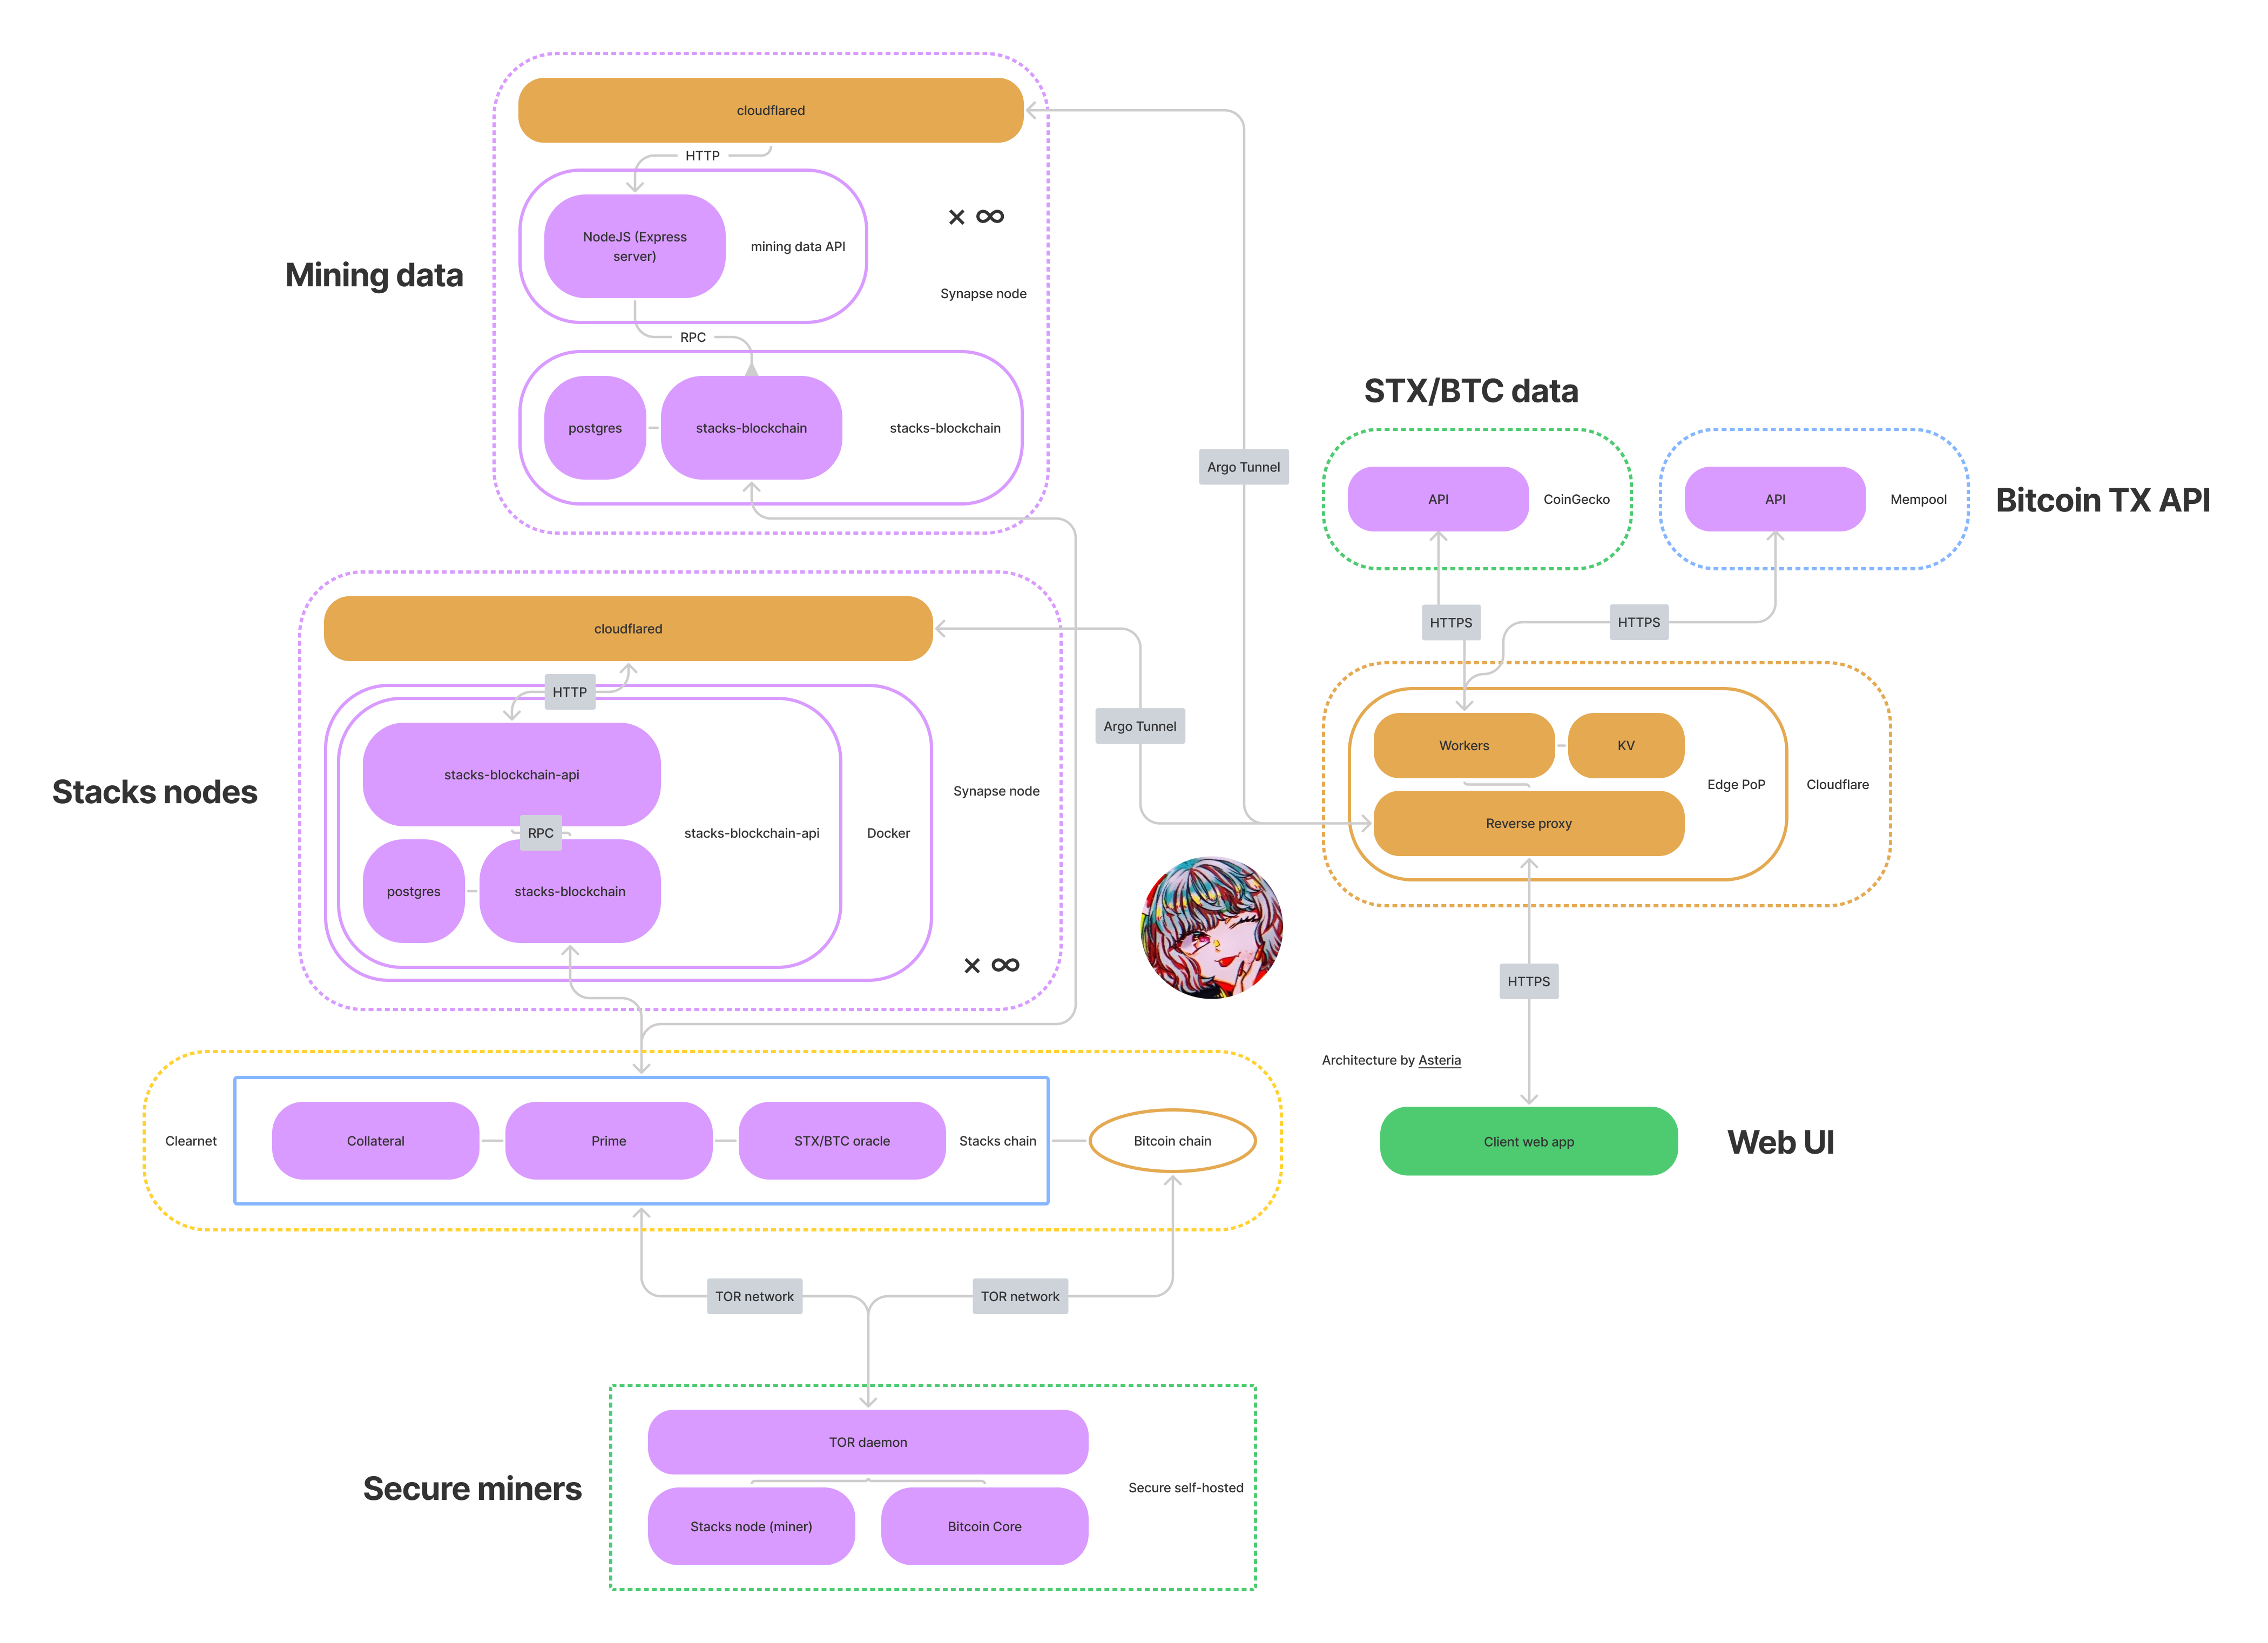 cloudflared
HTTP
NodeJS (Express
server)
mining data API
× ∞
Synapse node
Mining data
RPC
postgres
stacks-blockchain
stacks-blockchain
Argo Tunnel
STX/BTC data
API
CoinGecko
API
Mempool
Bitcoin TX API
HTTPS
HTTPS
cloudflared
HTTP
stacks-blockchain-api
Stacks nodes
Synapse node
RPC
stacks-blockchain-api
Docker
postgres
stacks-blockchain
× ∞
Argo Tunnel
Workers
KV
Edge PoP
Cloudflare
Reverse proxy
HTTPS
Architecture by Asteria
Client web app
Web UI
Clearnet
Collateral
Prime
STX/BTC oracle
Stacks chain
Bitcoin chain
TOR network
TOR network
TOR daemon
Secure miners
Secure self-hosted
Stacks node (miner)
Bitcoin Core